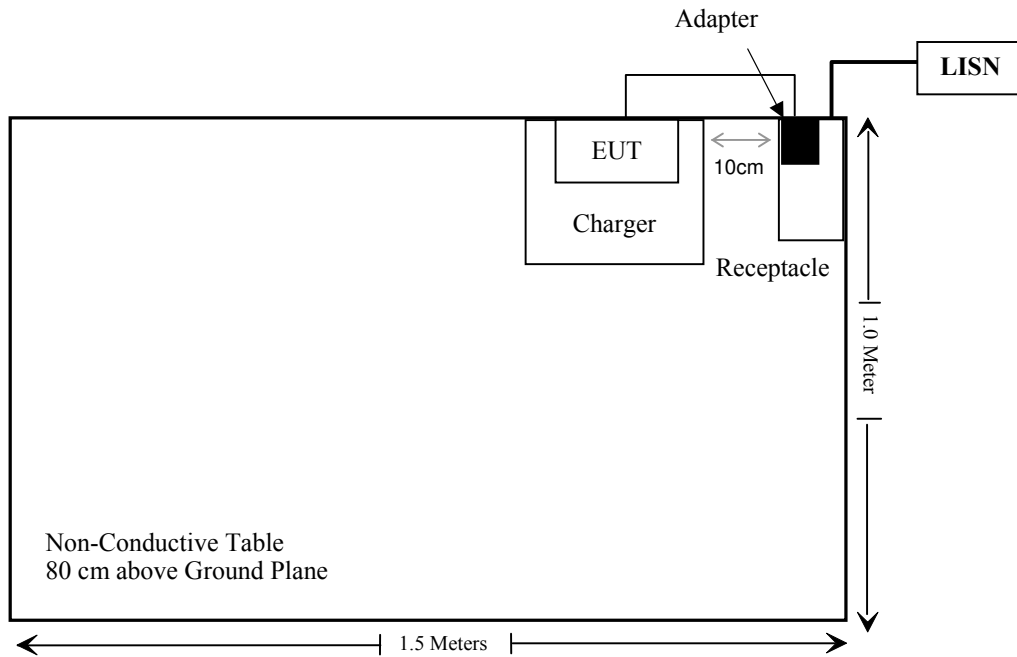 Adapter
LISN
EUT
10cm
Charger
Receptacle
1.0 Meter
Non-Conductive Table
80 cm above Ground Plane
1.5 Meters